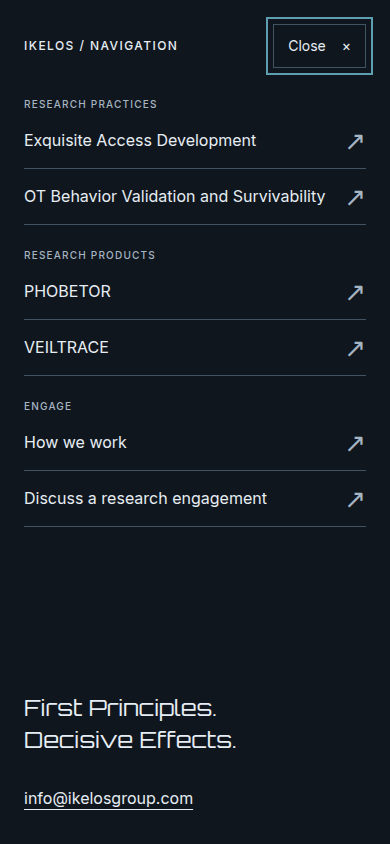 IKELOS / NAVIGATION
Close ×
RESEARCH PRACTICES
Exquisite Access Development ↗
OT Behavior Validation and Survivability ↗
RESEARCH PRODUCTS
PHOBETOR ↗
VEILTRACE ↗
ENGAGE
How we work ↗
Discuss a research engagement ↗
First Principles.
Decisive Effects.
info@ikelosgroup.com